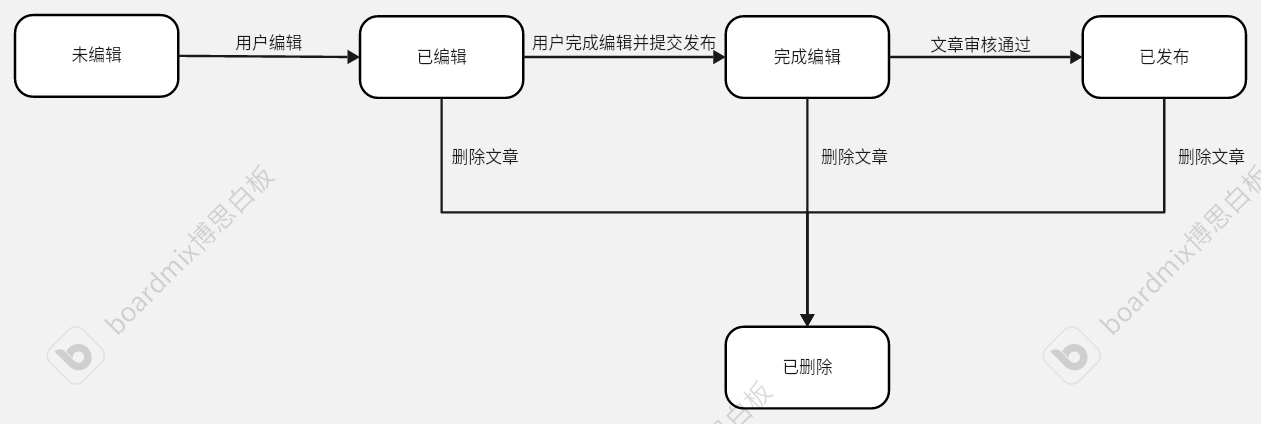 未编辑
用户编辑
已编辑
用户完成编辑并提交发布
完成编辑
文章审核通过
已发布
删除文章
删除文章
删除文章
已删除
boardmix博思白板
boardmix博思白板
思白板